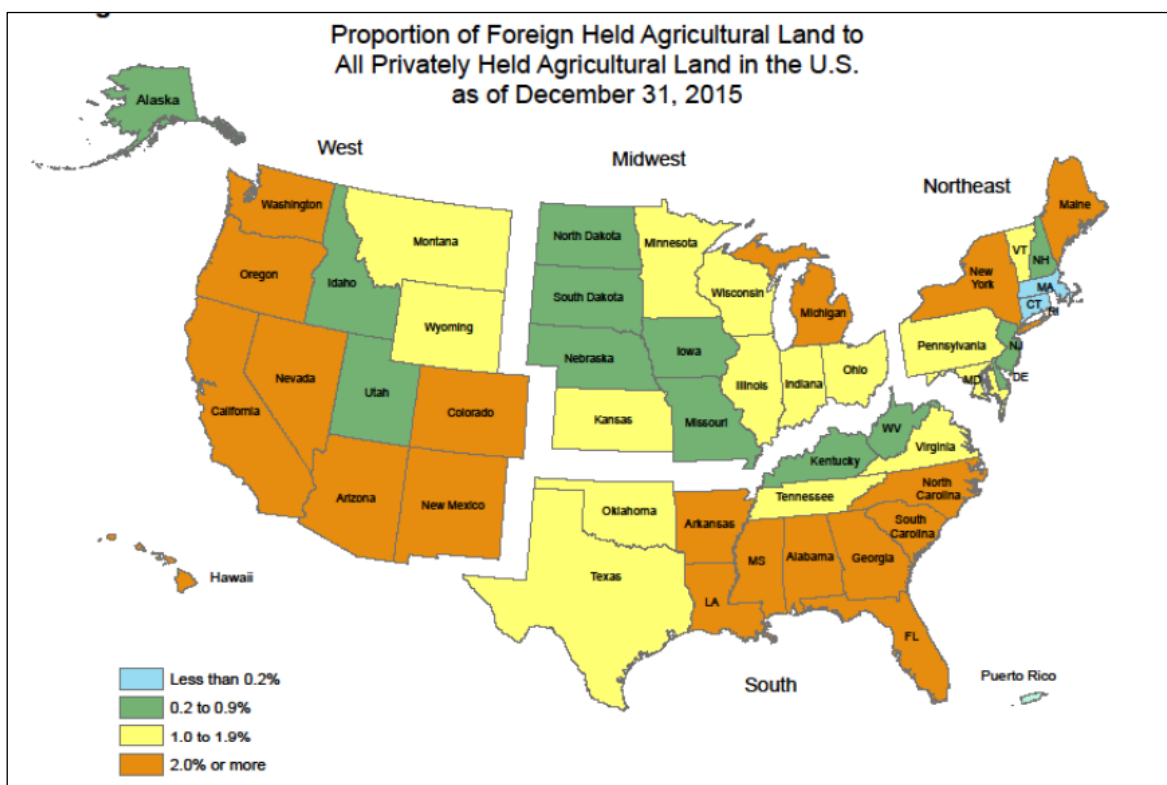 Proportion of Foreign Held Agricultural Land to
All Privately Held Agricultural Land in the U.S.
as of December 31, 2015
Alaska
West
Midwest
Northeast
Washington
Maine
Montana
North Dakota
Minnesota
VT
NH
Oregon
Idaho
New
York
MA
Wisconsin
South Dakota
CT
RI
Michigan
Wyoming
Pennsylvania
NJ
Nebraska
Iowa
Ohio
MD
DE
Nevada
Utah
Illinois
Indiana
California
Colorado
Kansas
Missouri
WV
Virginia
Kentucky
North
Carolina
Arizona
New Mexico
Oklahoma
Tennessee
Arkansas
South
Carolina
MS
Alabama
Georgia
Hawaii
Texas
LA
FL
Puerto Rico
South
Less than 0.2%
0.2 to 0.9%
1.0 to 1.9%
2.0% or more